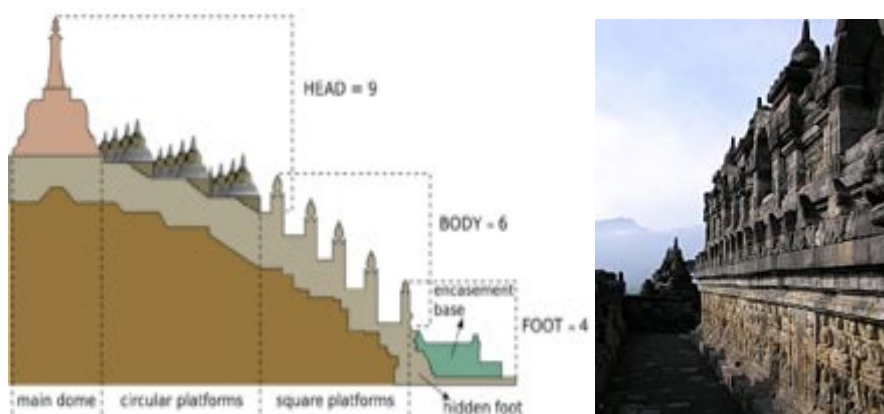 HEAD = 9
BODY = 6
encasement
base
FOOT = 4
main dome
circular platforms
square platforms
hidden foot